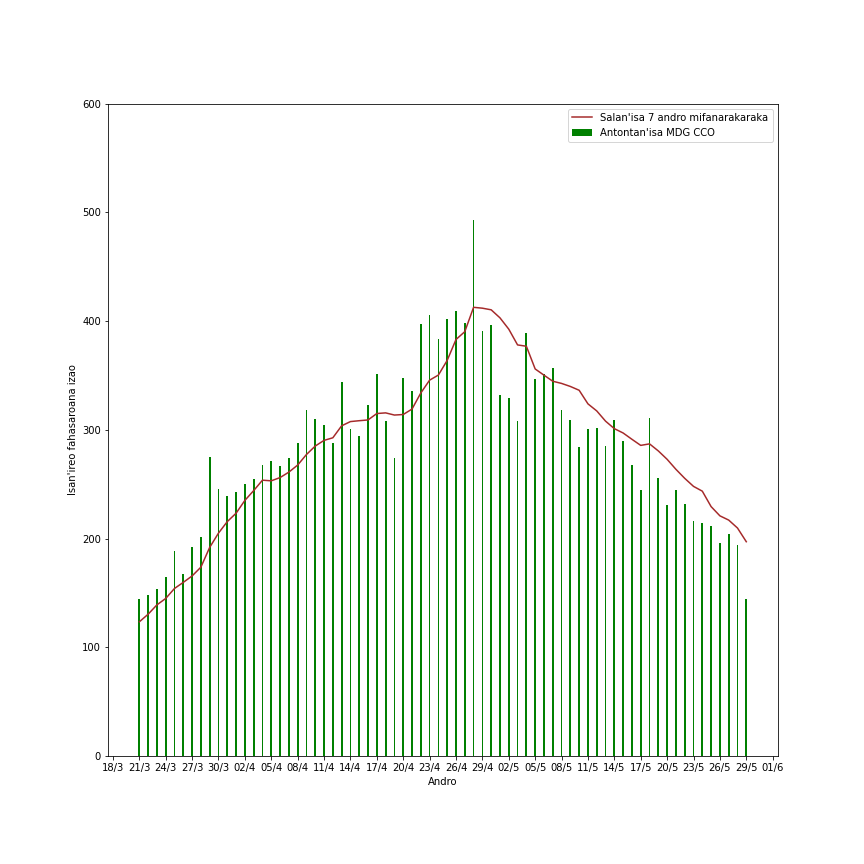 Salan'isa 7 andro mifanarakaraka
Antontan'isa MDG CCO
600
500
400
300
200
100
0
Isan'ireo fahasaroana izao
18/3 21/3 24/3 27/3 30/3 02/4 05/4 08/4 11/4 14/4 17/4 20/4 23/4 26/4 29/4 02/5 05/5 08/5 11/5 14/5 17/5 20/5 23/5 26/5 29/5 01/6
Andro